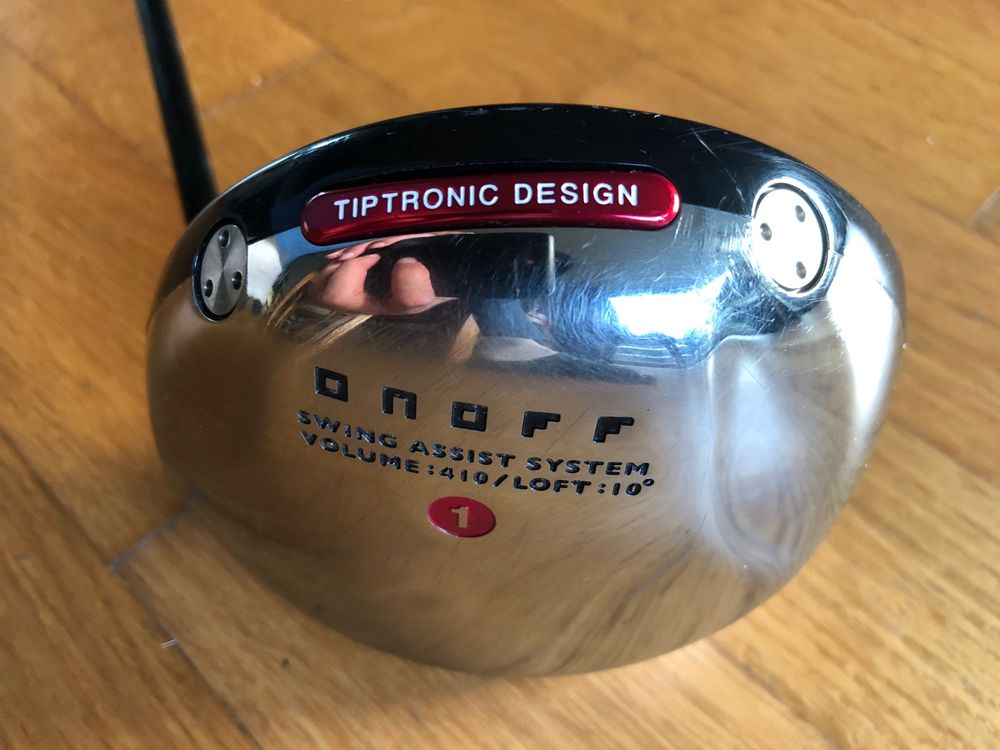 TIPTRONIC DESIGN
ONOFF
SWING ASSIST SYSTEM
VOLUME:410/LOFT:10°
1